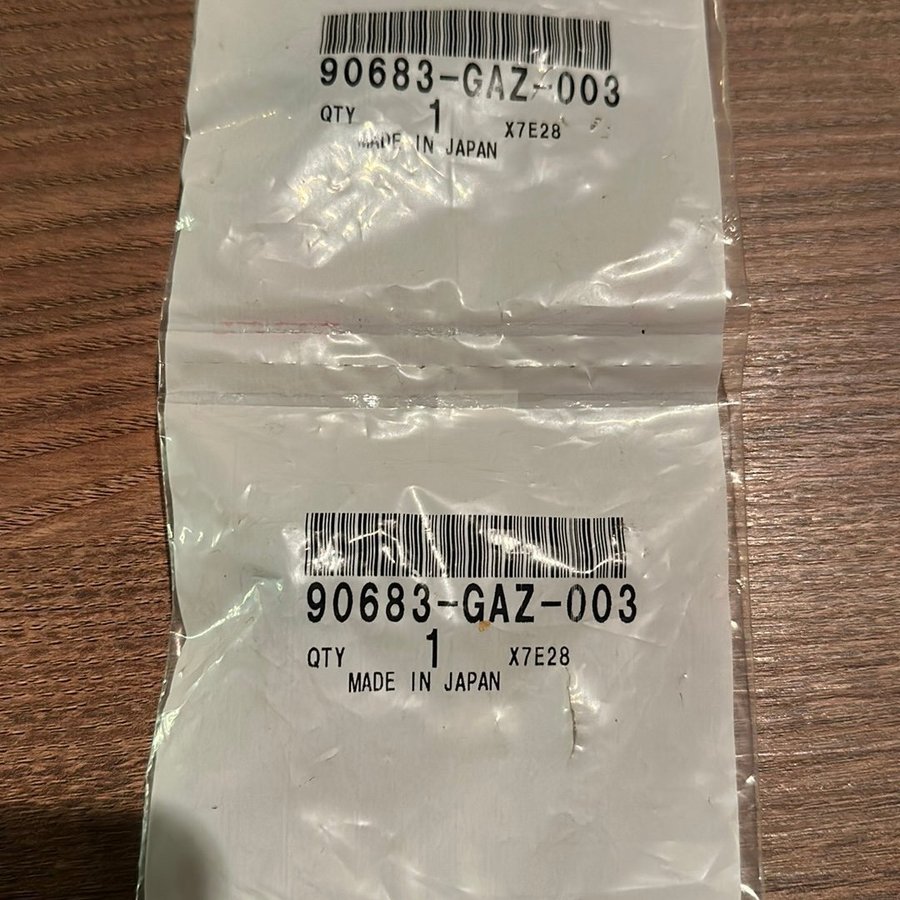 90683-GAZ-003
QTY 1 X7E28
MADE IN JAPAN
90683-GAZ-003
QTY 1 X7E28
MADE IN JAPAN